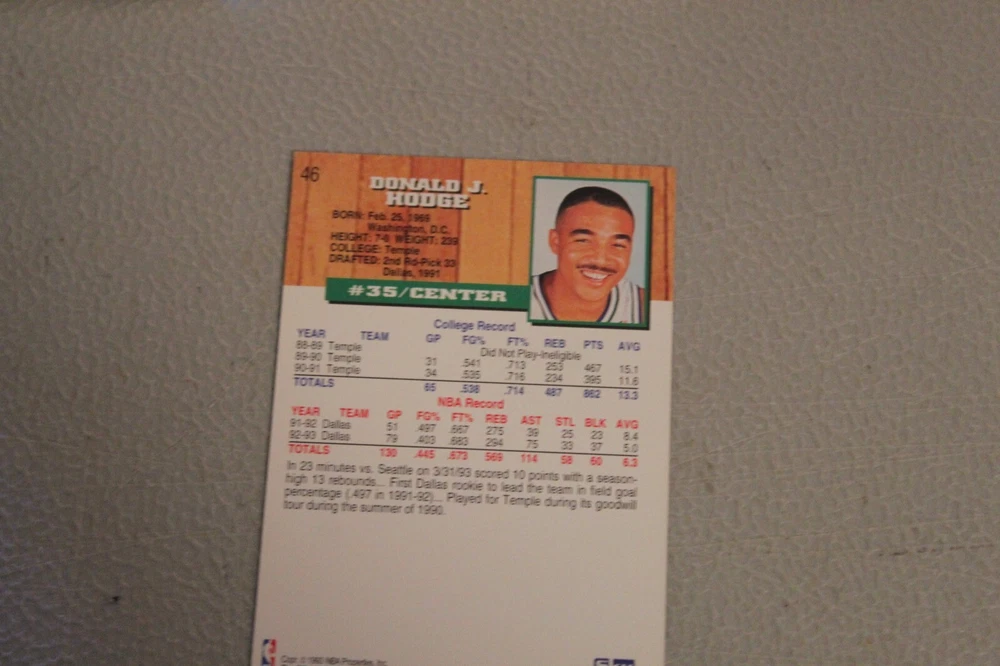 46
DONALD J.
HODGE
BORN: Feb. 25, 1969
Washington, D.C.
HEIGHT: 7-0 WEIGHT: 239
COLLEGE: Temple
DRAFTED: 2nd Rd-Pick 33
Dallas, 1991
#35/CENTER
College Record
YEAR TEAM GP FG% FT% REB PTS AVG
88-89 Temple Did Not Play-Ineligible
89-90 Temple 31 .541 .713 253 467 15.1
90-91 Temple 34 .535 .716 234 395 11.6
TOTALS 65 .538 .714 487 862 13.3
NBA Record
YEAR TEAM GP FG% FT% REB AST STL BLK AVG
91-92 Dallas 51 .497 .667 275 39 25 23 8.4
92-93 Dallas 79 .403 .683 294 75 33 37 5.0
TOTALS 130 .445 .673 569 114 58 60 6.3
In 23 minutes vs. Seattle on 3/31/93 scored 10 points with a season-
high 13 rebounds... First Dallas rookie to lead the team in field goal
percentage (.497 in 1991-92)... Played for Temple during its goodwill
tour during the summer of 1990.
Copr. © 1993 NBA Properties, Inc.